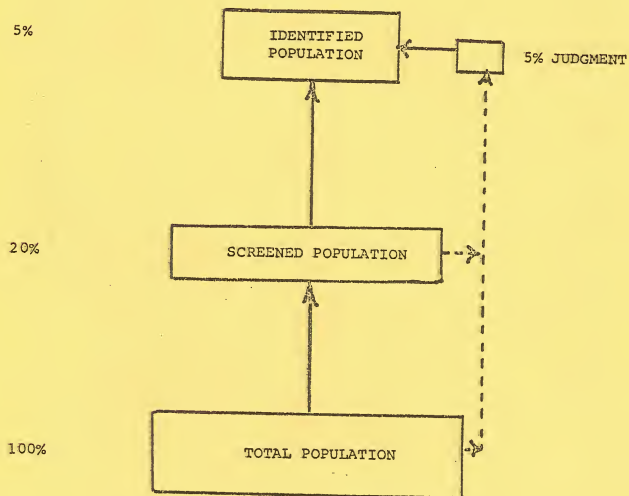 5%
IDENTIFIED
POPULATION
5% JUDGMENT
20%
SCREENED POPULATION
100%
TOTAL POPULATION